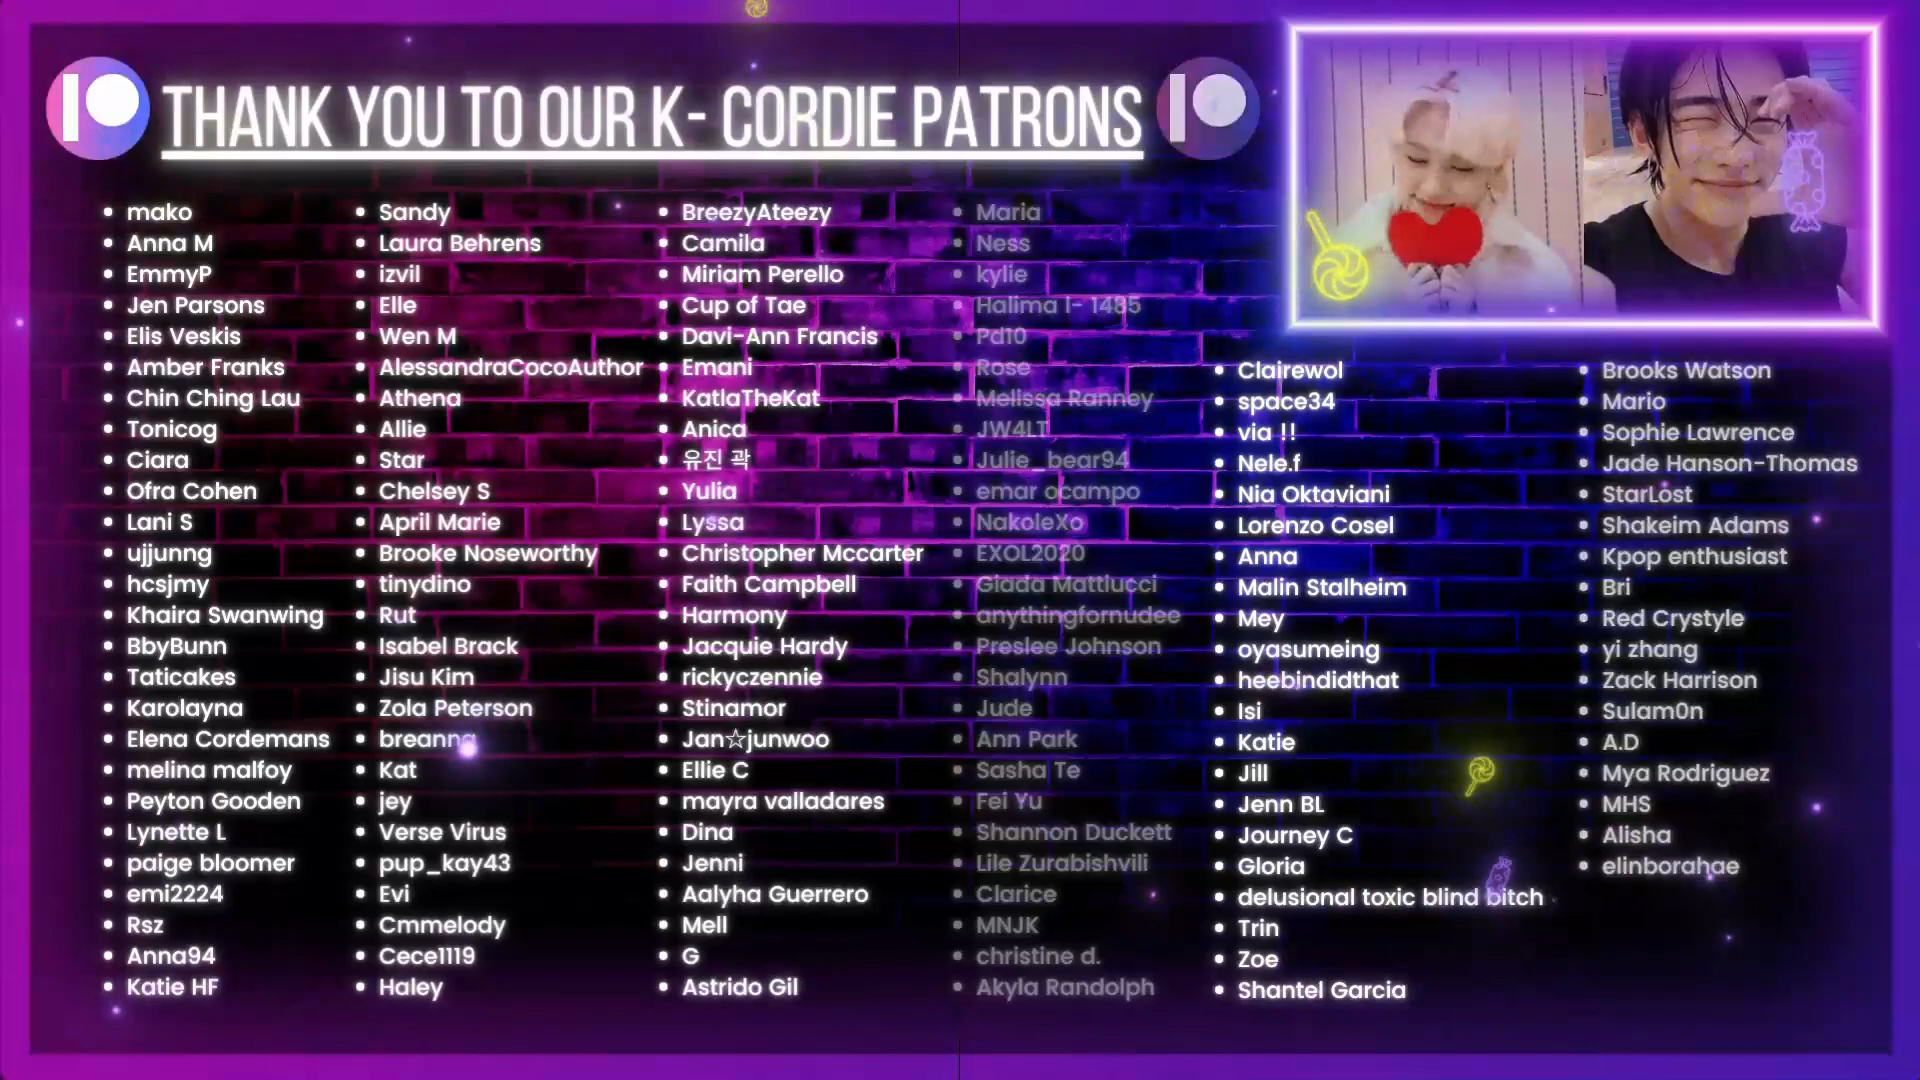 THANK YOU TO OUR K- CORDIE PATRONS
mako
Anna M
EmmyP
Jen Parsons
Elis Veskis
Amber Franks
Chin Ching Lau
Tonicog
Ciara
Ofra Cohen
Lani S
ujjunng
hcsjmy
Khaira Swanwing
BbyBunn
Taticakes
Karolayna
Elena Cordemans
melina malfoy
Peyton Gooden
Lynette L
paige bloomer
emi2224
Rsz
Anna94
Katie HF
Sandy
Laura Behrens
izvil
Elle
Wen M
AlessandraCocoAuthor
Athena
Allie
Star
Chelsey S
April Marie
Brooke Noseworthy
tinydino
Rut
Isabel Brack
Jisu Kim
Zola Peterson
breanna
Kat
jey
Verse Virus
pup_kay43
Evi
Cmmelody
Cece1119
Haley
BreezyAteezy
Camila
Miriam Perello
Cup of Tae
Davi-Ann Francis
Emani
KatlaTheKat
Anica
유진 곽
Yulia
Lyssa
Christopher Mccarter
Faith Campbell
Harmony
Jacquie Hardy
rickyczennie
Stinamor
Jan☆junwoo
Ellie C
mayra valladares
Dina
Jenni
Aalyha Guerrero
Mell
G
Astrido Gil
Maria
Ness
kylie
Halima I- 1485
Pd10
Rose
Melissa Ranney
JW4LT
Julie_bear94
emar ocampo
NakoleXo
EXOL2020
Giada Mattiucci
anythingfornudee
Preslee Johnson
Shalynn
Jude
Ann Park
Sasha Te
Fei Yu
Shannon Duckett
Lile Zurabishvili
Clarice
MNJK
christine d.
Akyla Randolph
Clairewol
space34
via !!
Nele.f
Nia Oktaviani
Lorenzo Cosel
Anna
Malin Stalheim
Mey
oyasumeing
heebindidthat
Isi
Katie
Jill
Jenn BL
Journey C
Gloria
delusional toxic blind bitch
Trin
Zoe
Shantel Garcia
Brooks Watson
Mario
Sophie Lawrence
Jade Hanson-Thomas
StarLost
Shakeim Adams
Kpop enthusiast
Bri
Red Crystyle
yi zhang
Zack Harrison
Sulam0n
A.D
Mya Rodriguez
MHS
Alisha
elinborahae